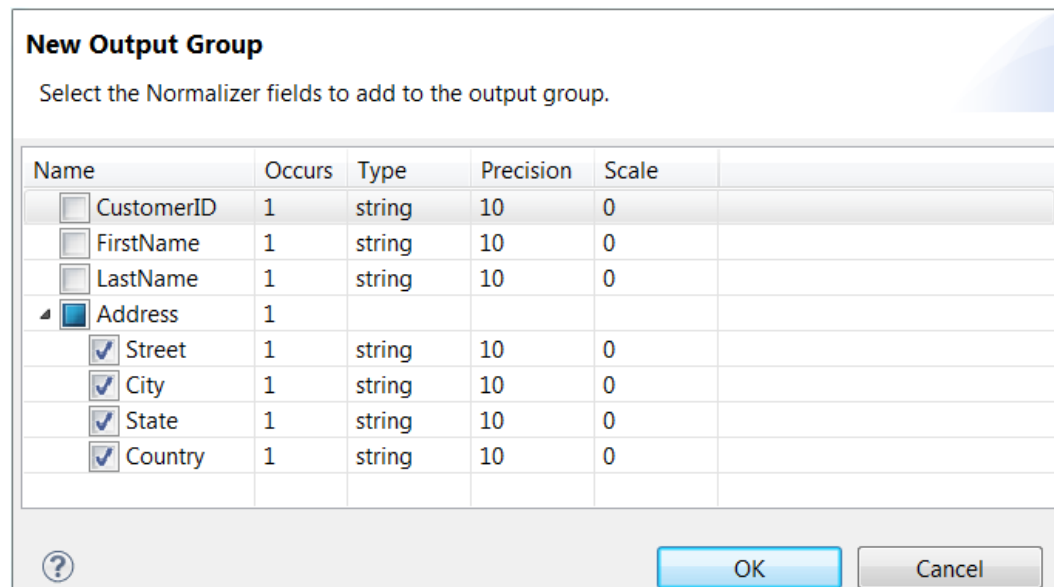 New Output Group
Select the Normalizer fields to add to the output group.
Name Occurs Type Precision Scale
CustomerID 1 string 10 0
FirstName 1 string 10 0
LastName 1 string 10 0
Address 1
Street 1 string 10 0
City 1 string 10 0
State 1 string 10 0
Country 1 string 10 0
? OK Cancel